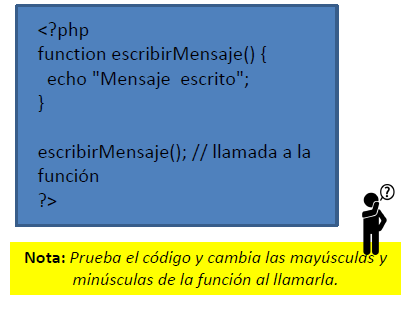 <?php
function escribirMensaje() {
  echo "Mensaje  escrito";
}

escribirMensaje(); // llamada a la
función
?>
?
Nota: Prueba el código y cambia las mayúsculas y
minúsculas de la función al llamarla.